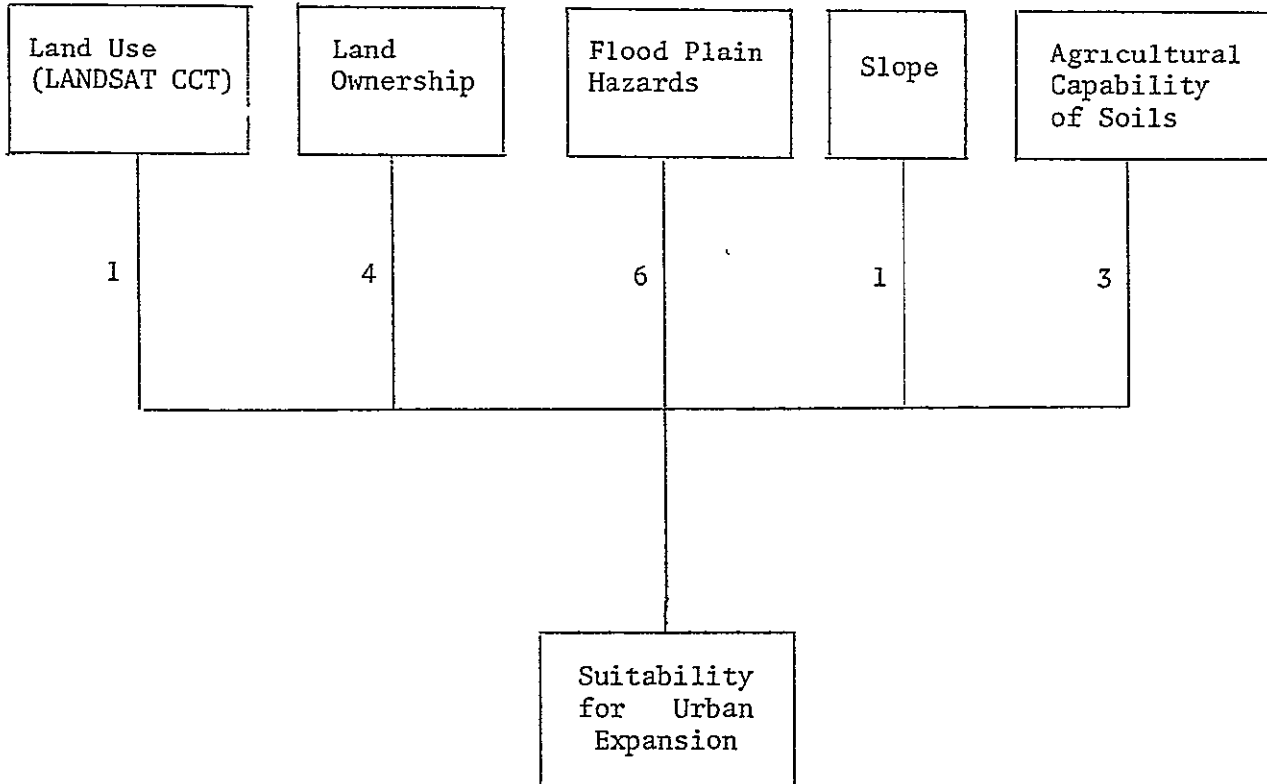 Land Use
(LANDSAT CCT)
Land
Ownership
Flood Plain
Hazards
Slope
Agricultural
Capability
of Soils
1
4
6
1
3
Suitability
for Urban
Expansion